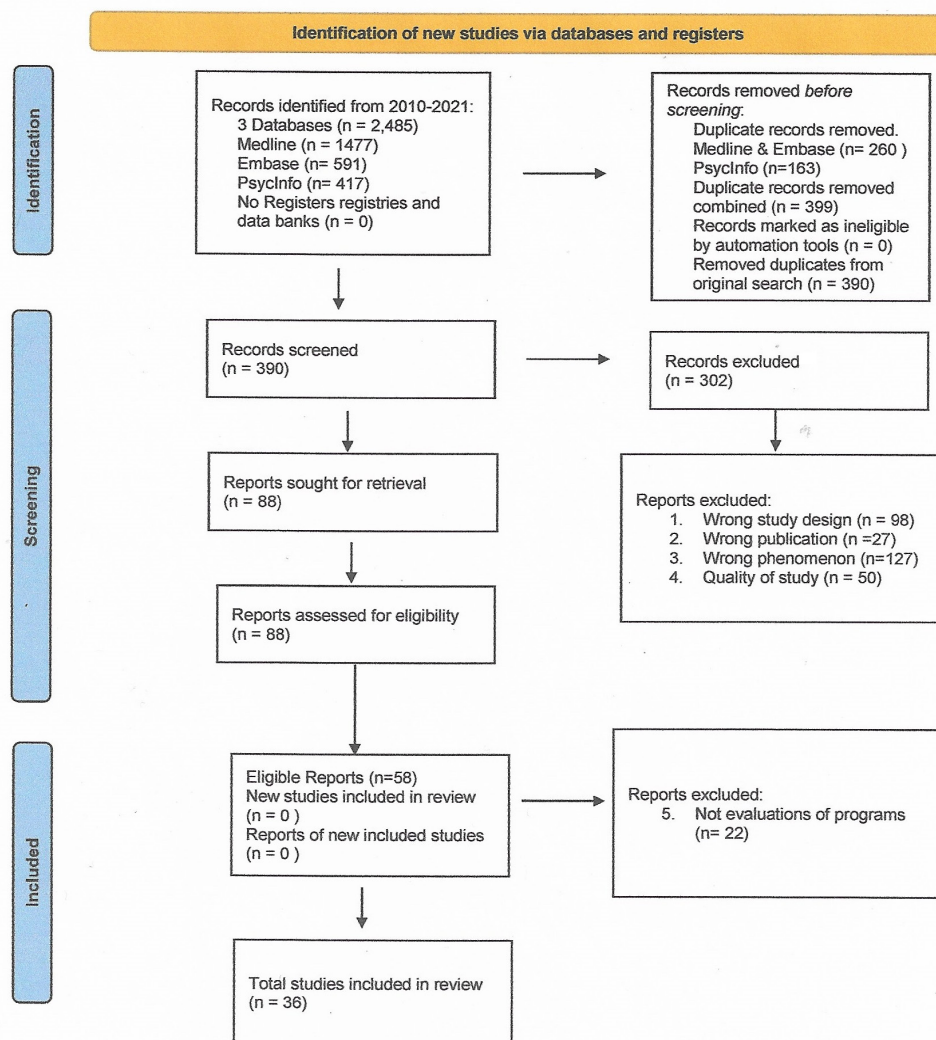 Identification of new studies via databases and registers
Identification
Records identified from 2010-2021:
3 Databases (n = 2,485)
Medline (n = 1477)
Embase (n= 591)
PsycInfo (n= 417)
No Registers registries and
data banks (n = 0)
Records removed before
screening:
Duplicate records removed.
Medline & Embase (n= 260 )
PsycInfo (n=163)
Duplicate records removed
combined (n = 399)
Records marked as ineligible
by automation tools (n = 0)
Removed duplicates from
original search (n = 390)
Screening
Records screened
(n = 390)
Records excluded
(n = 302)
Reports sought for retrieval
(n = 88)
Reports excluded:
1. Wrong study design (n = 98)
2. Wrong publication (n =27)
3. Wrong phenomenon (n=127)
4. Quality of study (n = 50)
Reports assessed for eligibility
(n = 88)
Included
Eligible Reports (n=58)
New studies included in review
(n = 0 )
Reports of new included studies
(n = 0 )
Reports excluded:
5. Not evaluations of programs
(n= 22)
Total studies included in review
(n = 36)